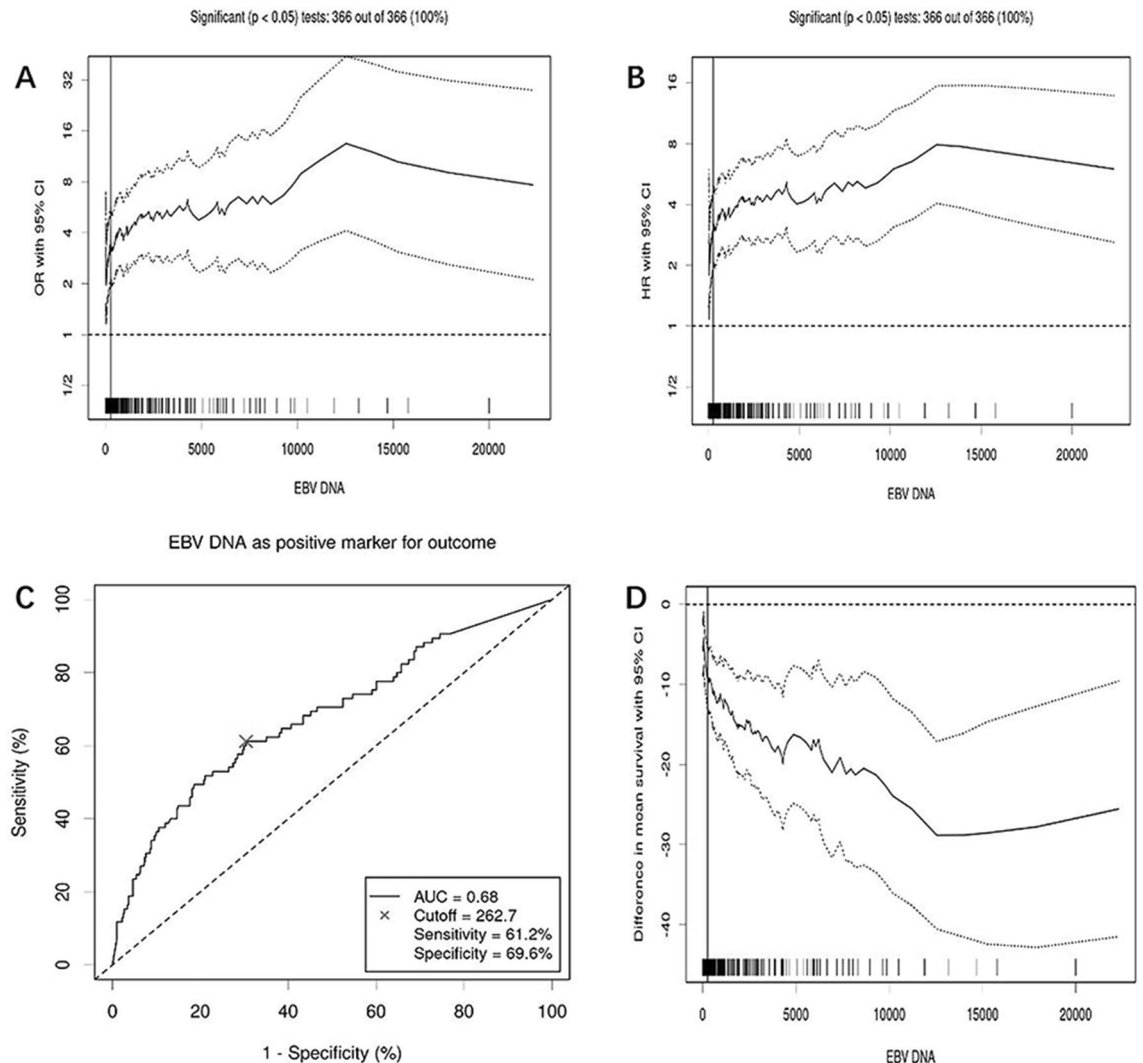 Significant (p < 0.05) tests: 366 out of 366 (100%)
A
OR with 95% CI
32
16
8
4
2
1
1/2
0 5000 10000 15000 20000
EBV DNA
Significant (p < 0.05) tests: 366 out of 366 (100%)
B
HR with 95% CI
16
8
4
2
1
1/2
0 5000 10000 15000 20000
EBV DNA
EBV DNA as positive marker for outcome
C
Sensitivity (%)
100
80
60
40
20
0
AUC = 0.68
Cutoff = 262.7
Sensitivity = 61.2%
Specificity = 69.6%
0 20 40 60 80 100
1 - Specificity (%)
D
Difforonco in moan survival with 95% CI
-0
-10
-20
-30
-40
0 5000 10000 15000 20000
EBV DNA